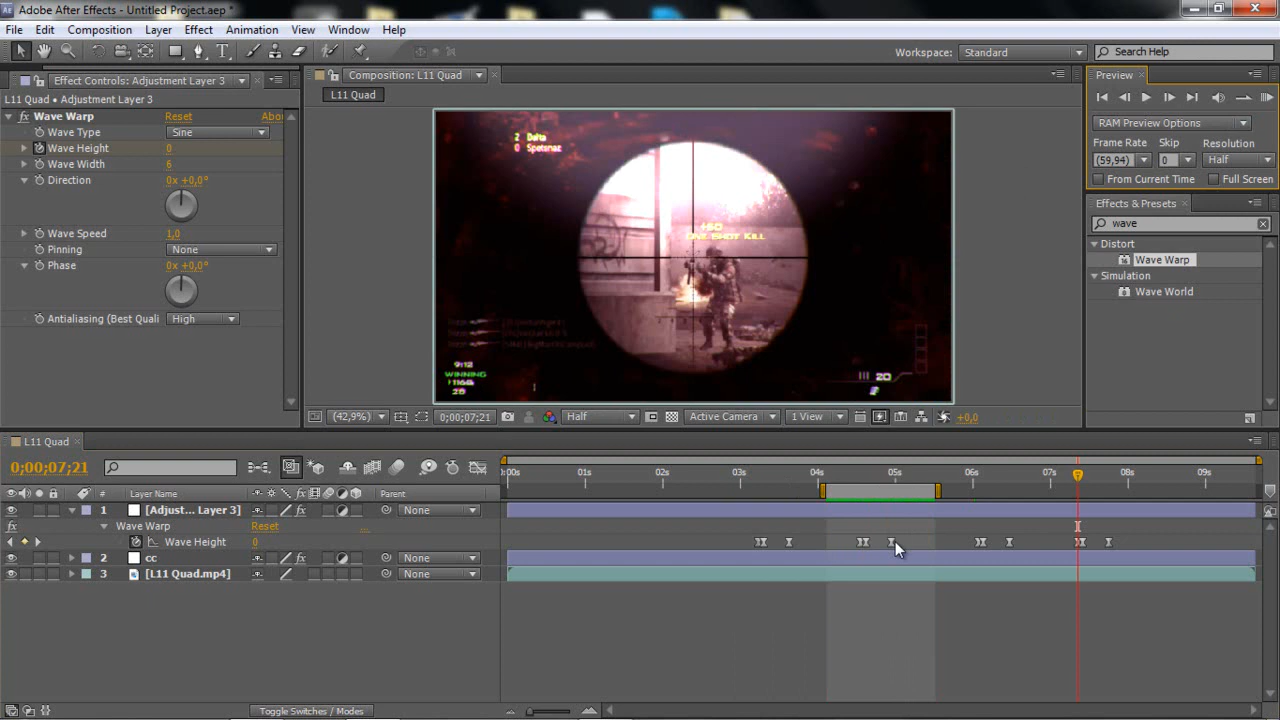 Adobe After Effects - Untitled Project.aep *
File Edit Composition Layer Effect Animation View Window Help
Workspace: Standard
Search Help
Effect Controls: Adjustment Layer 3
L11 Quad • Adjustment Layer 3
Wave Warp Reset Abou
Wave Type Sine
Wave Height 0
Wave Width 6
Direction 0x +0,0°
Wave Speed 1,0
Pinning None
Phase 0x +0,0°
Antialiasing (Best Quali High
Composition: L11 Quad
L11 Quad
2 Delta
0 Spetsnaz
+50
ONE SHOT KILL
9:12
WINNING
20
(42,9%) 0;00;07;21 Half Active Camera 1 View +0,0
Preview
RAM Preview Options
Frame Rate Skip Resolution
(59,94) 0 Half
From Current Time Full Screen
Effects & Presets
wave
Distort
Wave Warp
Simulation
Wave World
L11 Quad
0;00;07;21
:00s 01s 02s 03s 04s 05s 06s 07s 08s 09s
# Layer Name Parent
1 [Adjust... Layer 3] None
Wave Warp Reset ...
Wave Height 0
2 cc None
3 [L11 Quad.mp4] None
Toggle Switches / Modes